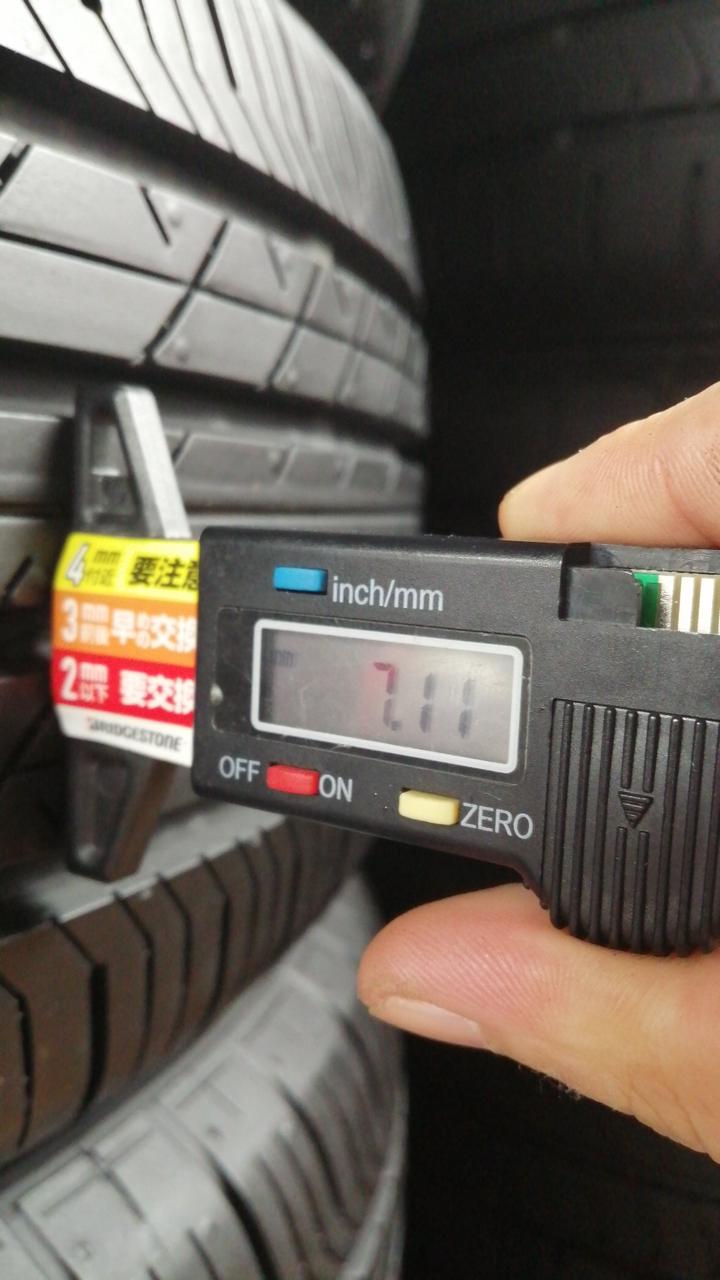 4mm付近 要注意
3mm前後 早めの交換
2mm以下 要交換
BRIDGESTONE
inch/mm
mm
7.11
OFF ON
ZERO